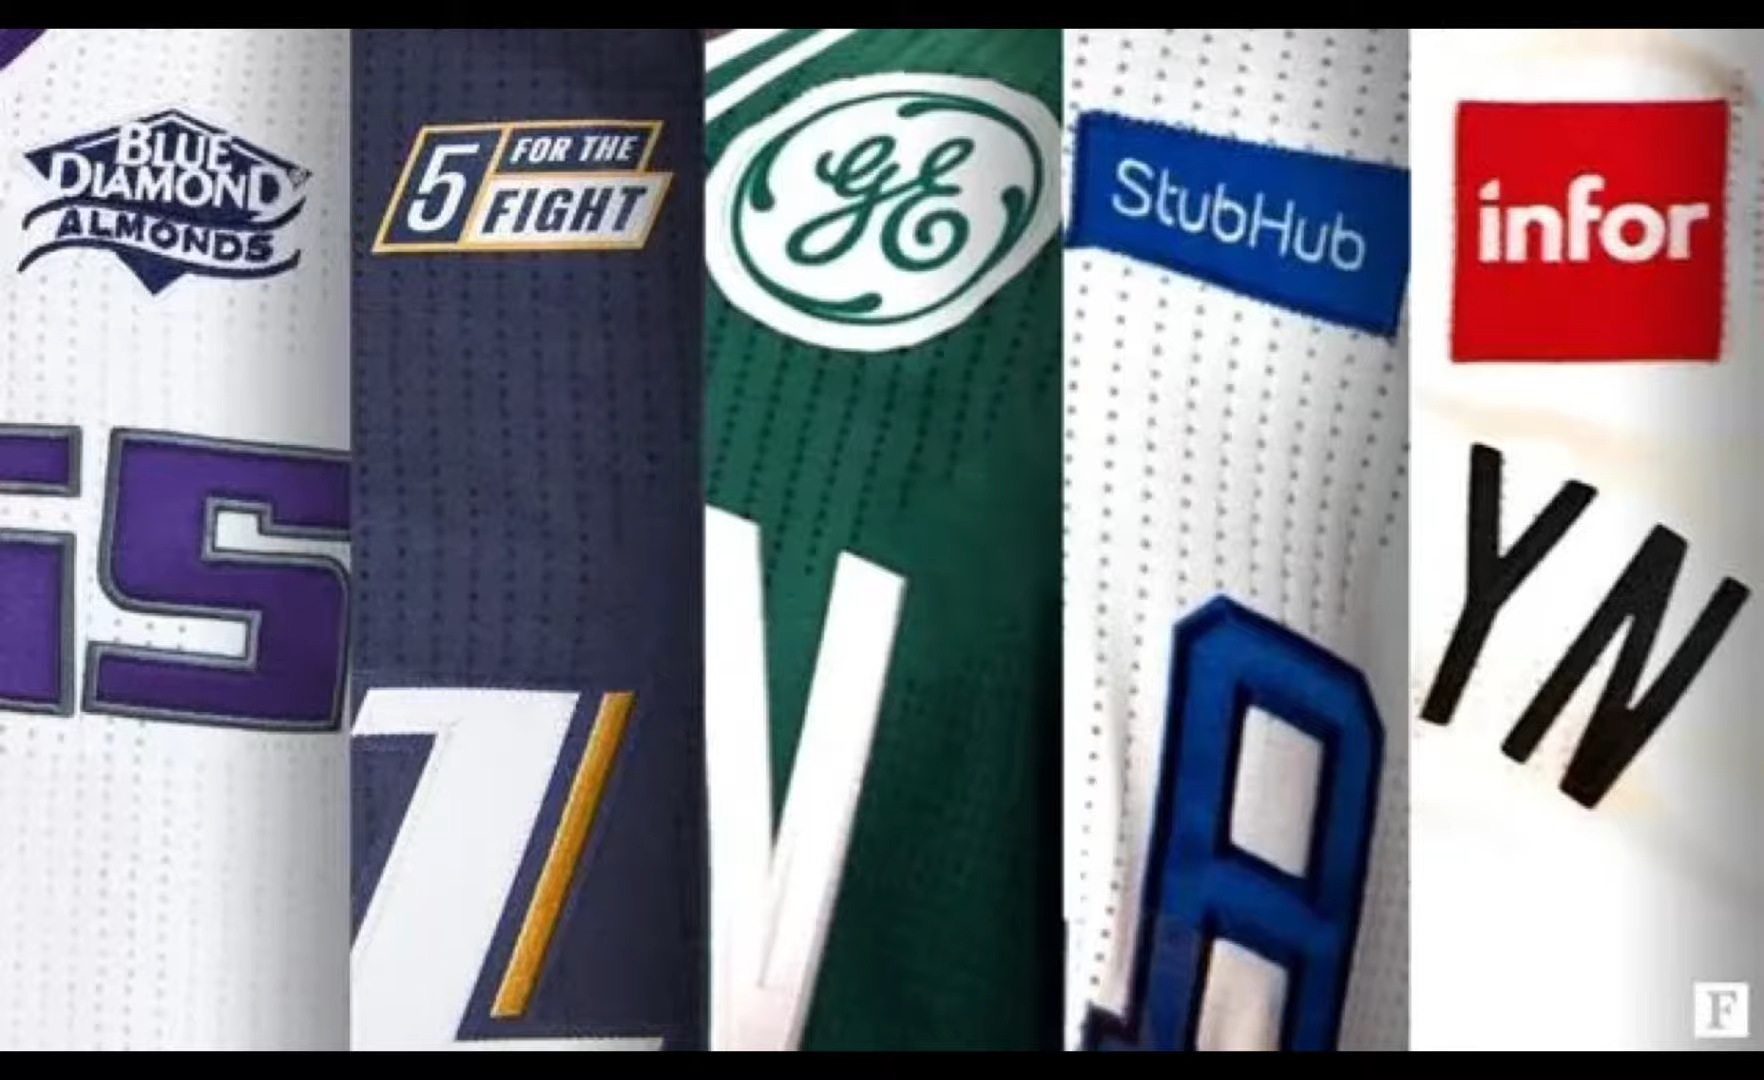 BLUE
DIAMOND
ALMONDS
5 FOR THE
FIGHT
GE
StubHub
infor
GS
Z
V
A
YN
F